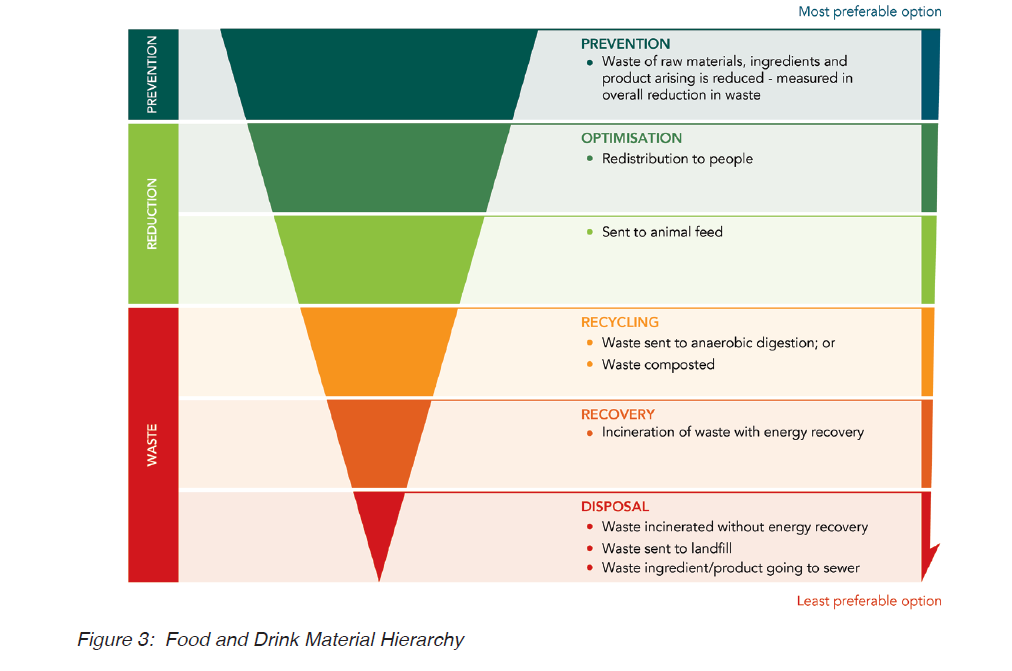 Most preferable option
PREVENTION
PREVENTION
• Waste of raw materials, ingredients and
product arising is reduced - measured in
overall reduction in waste
REDUCTION
OPTIMISATION
• Redistribution to people
• Sent to animal feed
WASTE
RECYCLING
• Waste sent to anaerobic digestion; or
• Waste composted
RECOVERY
• Incineration of waste with energy recovery
DISPOSAL
• Waste incinerated without energy recovery
• Waste sent to landfill
• Waste ingredient/product going to sewer
Least preferable option
Figure 3: Food and Drink Material Hierarchy